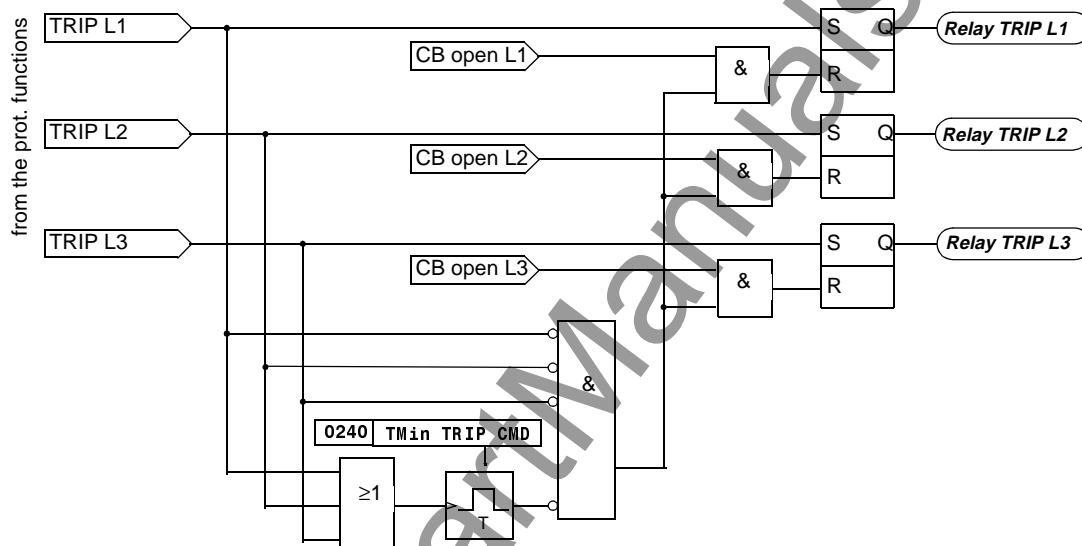 from the prot. functions
TRIP L1
CB open L1
&
S Q
R
Relay TRIP L1
TRIP L2
CB open L2
&
S Q
R
Relay TRIP L2
TRIP L3
CB open L3
&
S Q
R
Relay TRIP L3
&
0240 TMin TRIP CMD
≥1
T